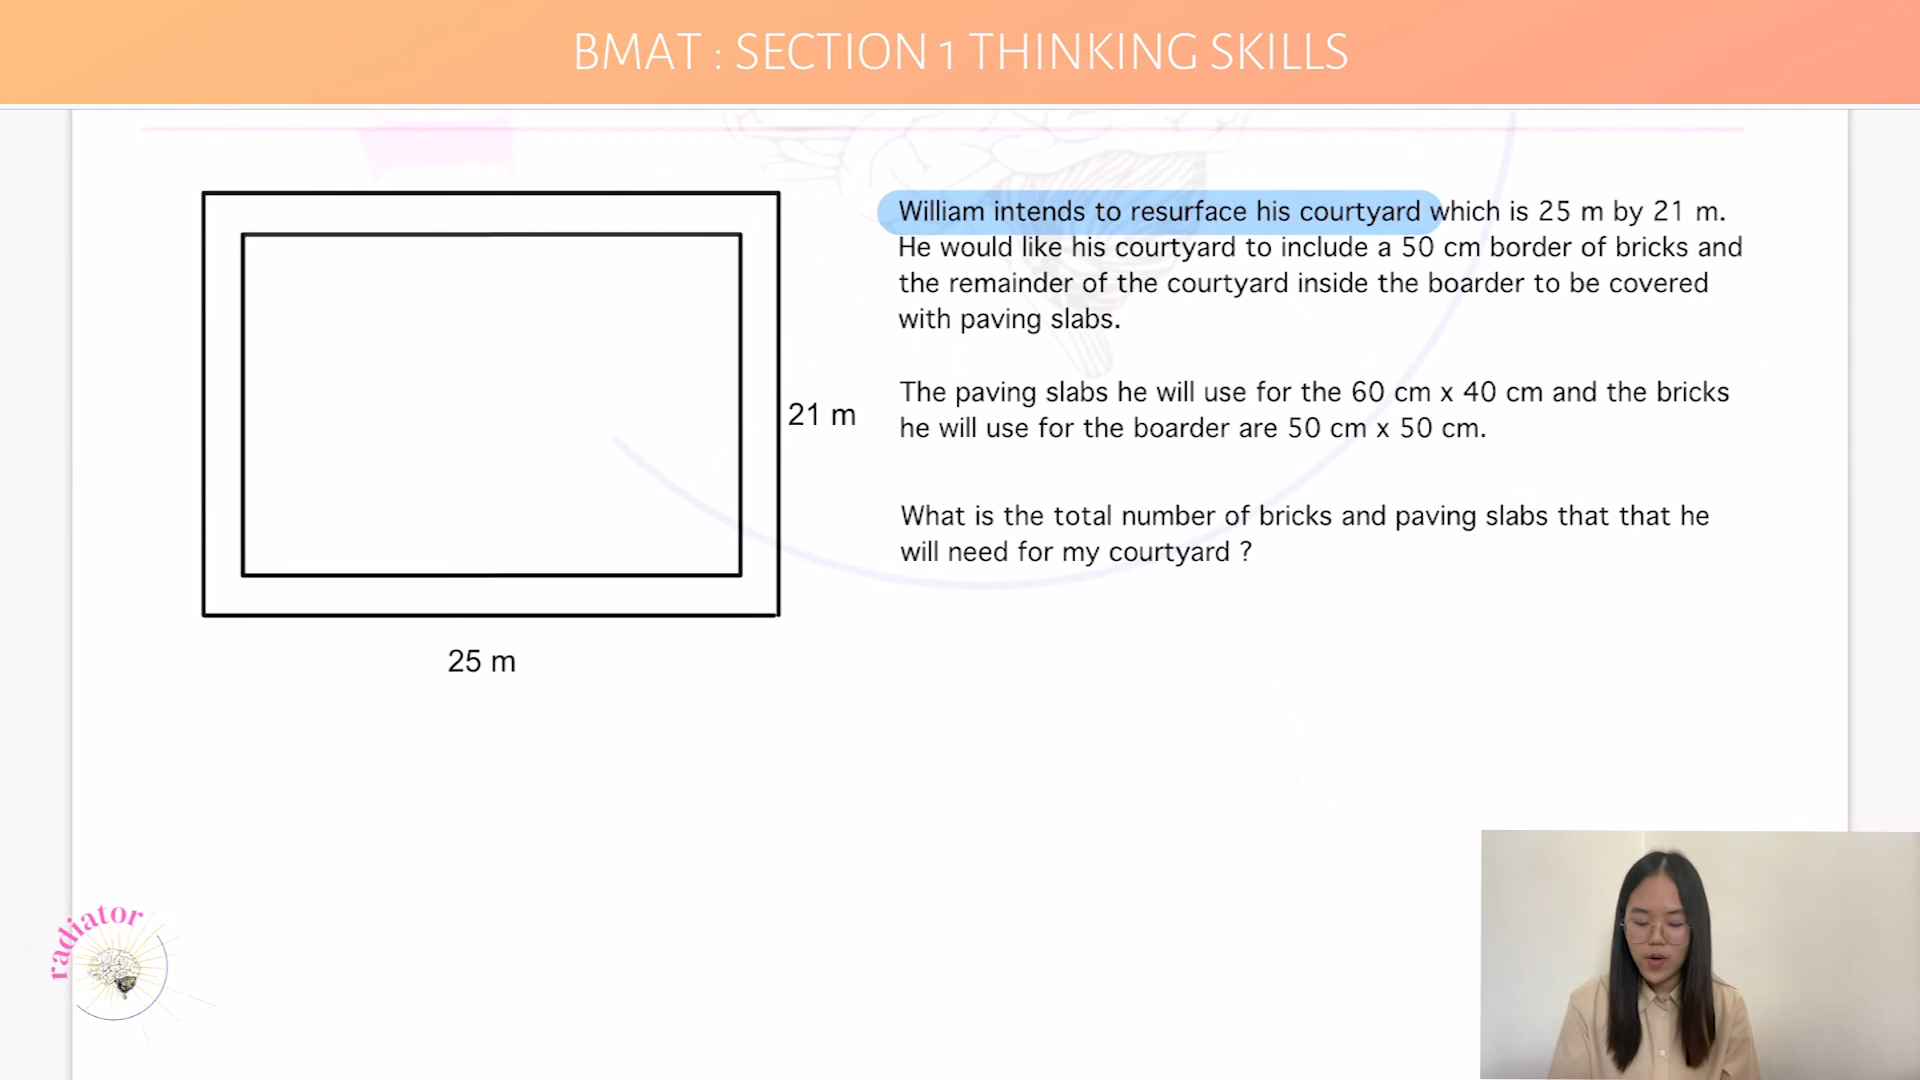 BMAT : SECTION 1 THINKING SKILLS
William intends to resurface his courtyard which is 25 m by 21 m.
He would like his courtyard to include a 50 cm border of bricks and
the remainder of the courtyard inside the boarder to be covered
with paving slabs.
The paving slabs he will use for the 60 cm x 40 cm and the bricks
he will use for the boarder are 50 cm x 50 cm.
What is the total number of bricks and paving slabs that that he
will need for my courtyard ?
21 m
25 m
radiator